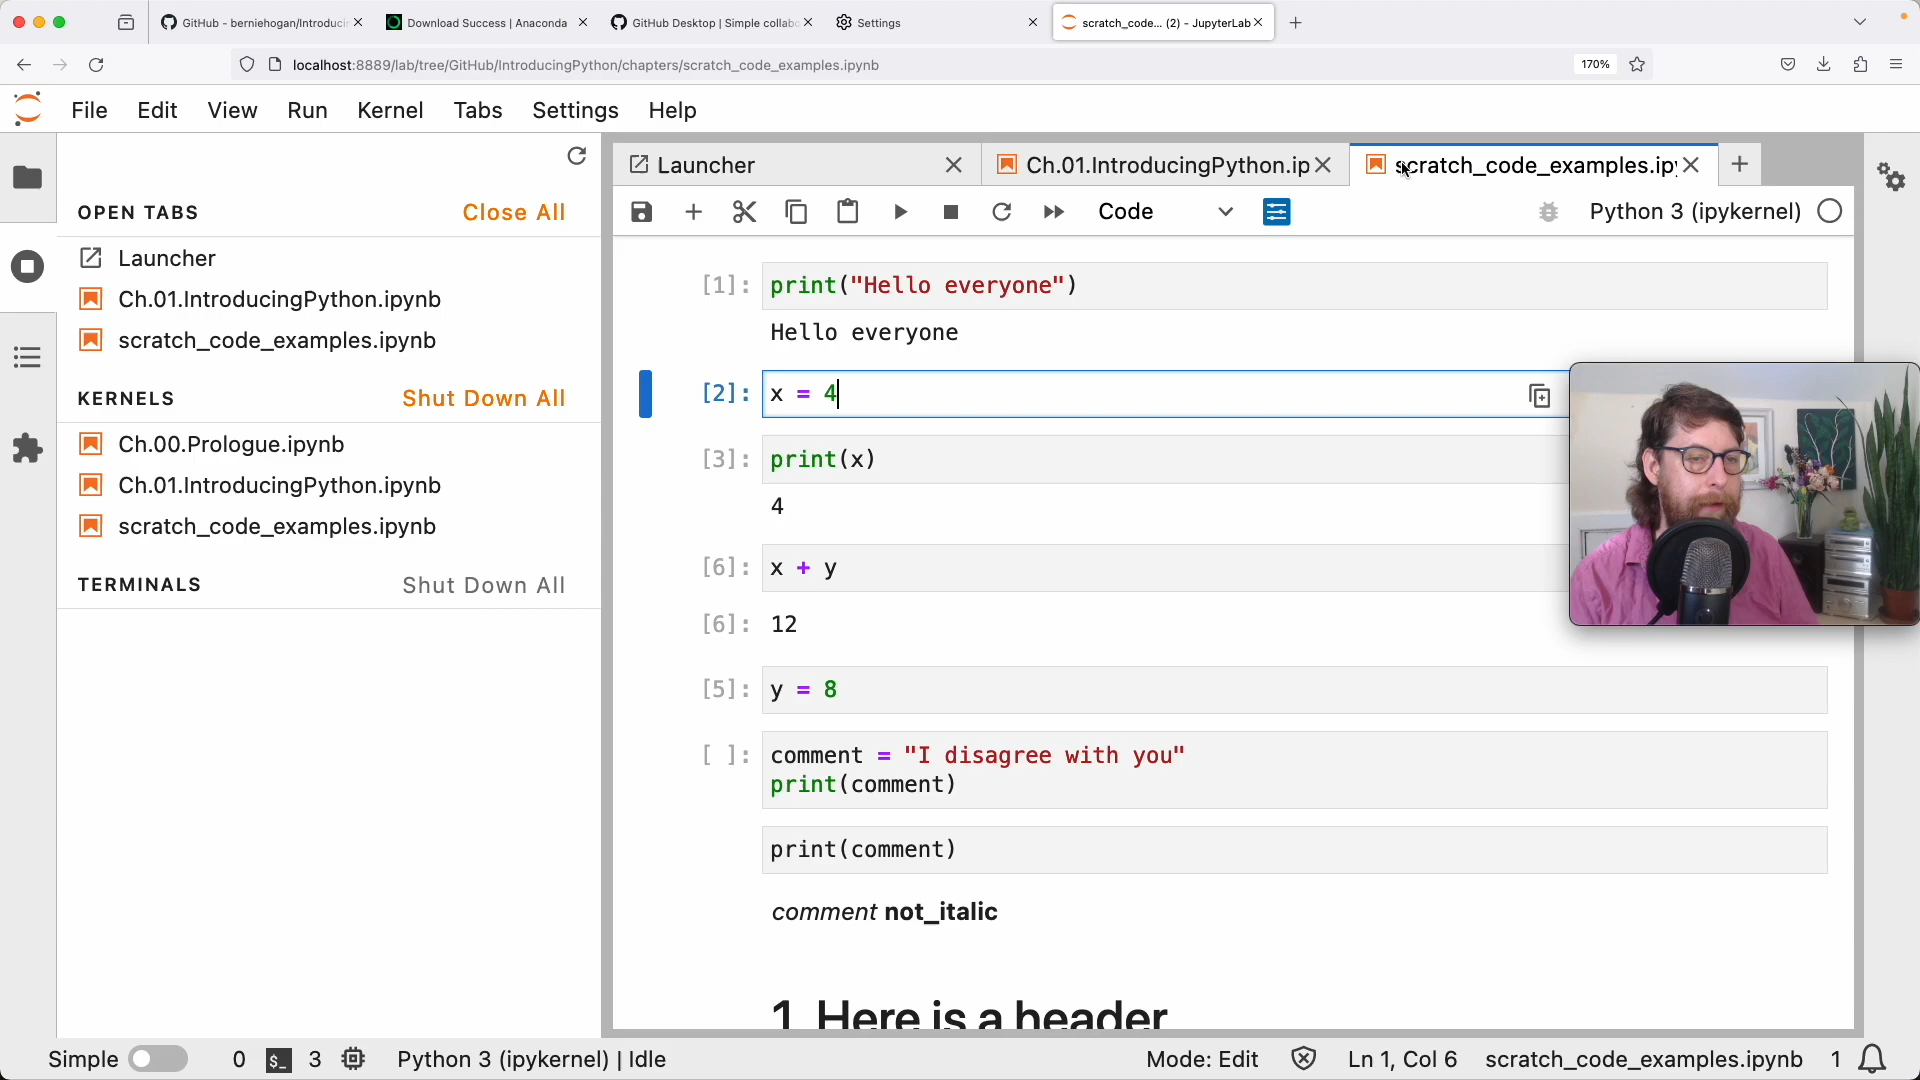 GitHub - berniehogan/Introducin
Download Success | Anaconda
GitHub Desktop | Simple collabo
Settings
scratch_code... (2) - JupyterLab
localhost:8889/lab/tree/GitHub/IntroducingPython/chapters/scratch_code_examples.ipynb
170%
File Edit View Run Kernel Tabs Settings Help
Launcher
Ch.01.IntroducingPython.ip
scratch_code_examples.ipy
Code
Python 3 (ipykernel)
OPEN TABS
Close All
Launcher
Ch.01.IntroducingPython.ipynb
scratch_code_examples.ipynb
KERNELS
Shut Down All
Ch.00.Prologue.ipynb
Ch.01.IntroducingPython.ipynb
scratch_code_examples.ipynb
TERMINALS
Shut Down All
[1]: print("Hello everyone")
Hello everyone
[2]: x = 4
[3]: print(x)
4
[6]: x + y
[6]: 12
[5]: y = 8
[ ]: comment = "I disagree with you"
print(comment)
print(comment)
comment not_italic
1 Here is a header
Simple
0
$_
3
Python 3 (ipykernel) | Idle
Mode: Edit
Ln 1, Col 6
scratch_code_examples.ipynb
1